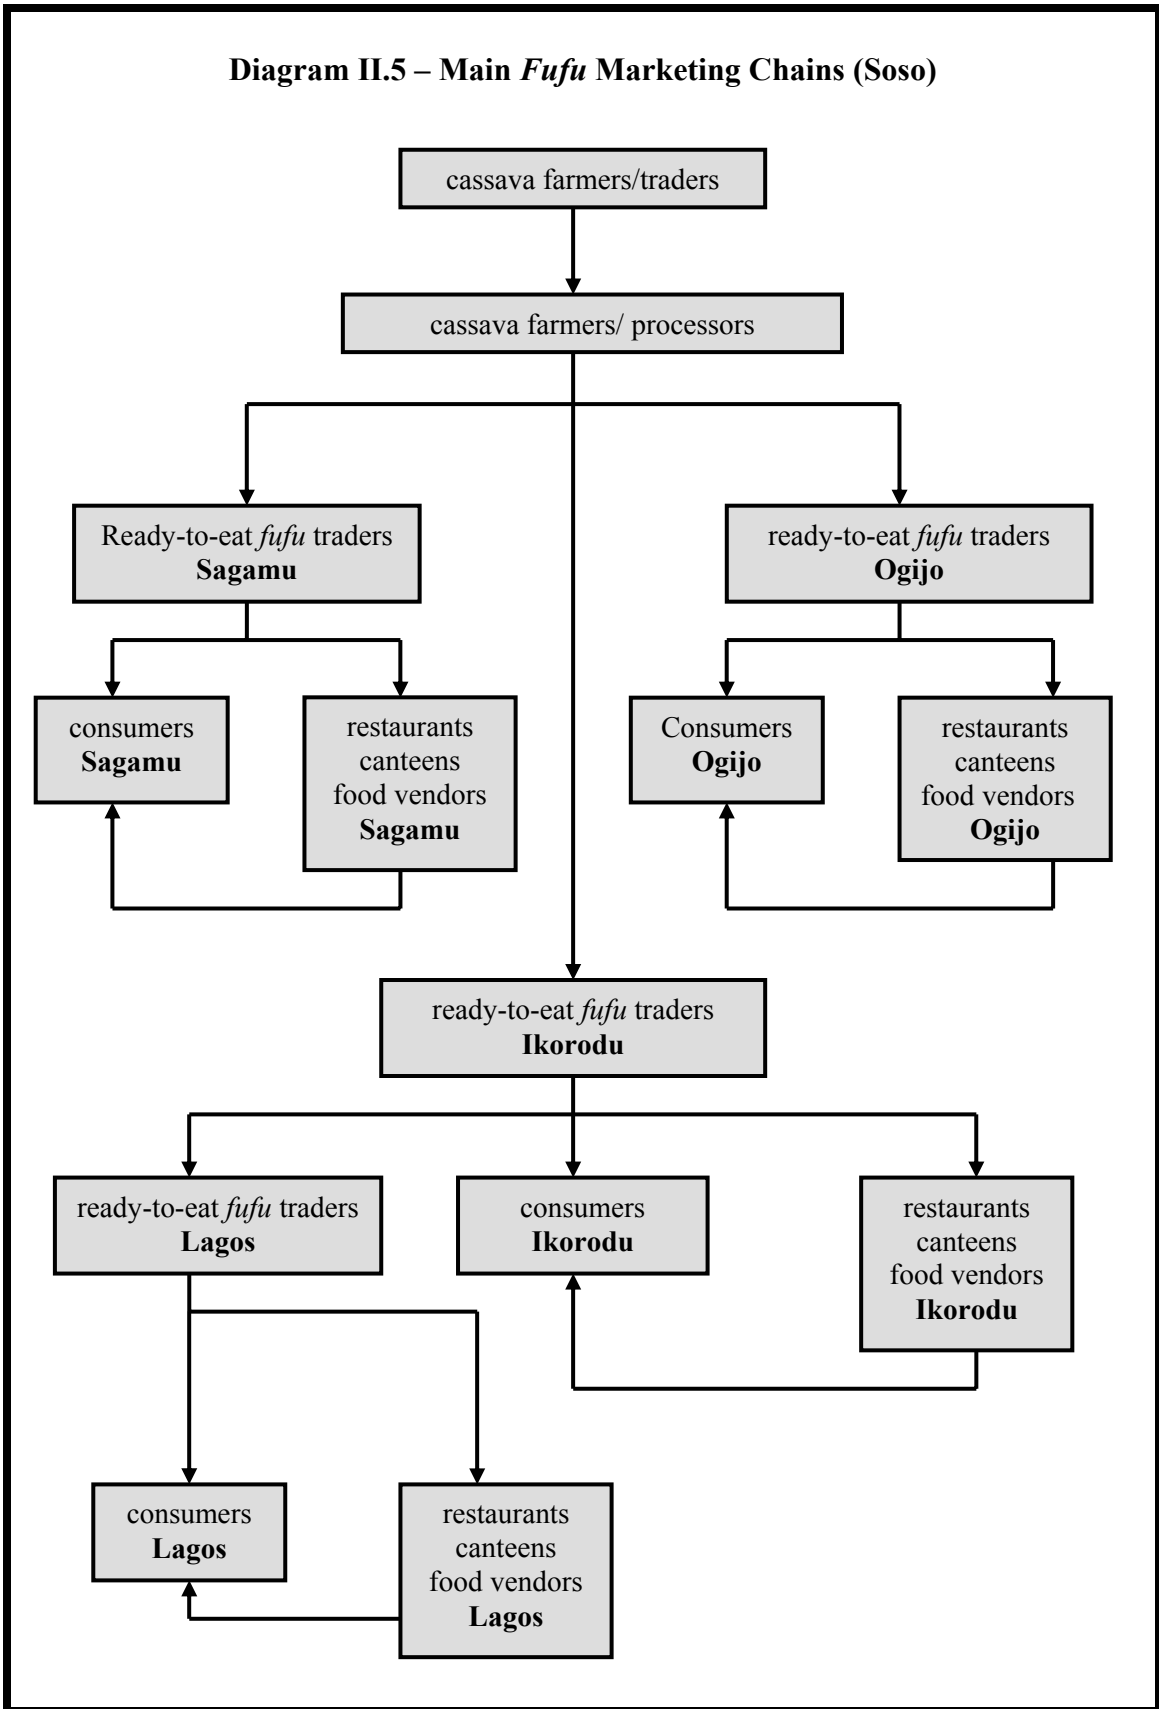 Diagram II.5 – Main Fufu Marketing Chains (Soso)
cassava farmers/traders
cassava farmers/ processors
Ready-to-eat fufu traders
Sagamu
ready-to-eat fufu traders
Ogijo
consumers
Sagamu
restaurants
canteens
food vendors
Sagamu
Consumers
Ogijo
restaurants
canteens
food vendors
Ogijo
ready-to-eat fufu traders
Ikorodu
ready-to-eat fufu traders
Lagos
consumers
Ikorodu
restaurants
canteens
food vendors
Ikorodu
consumers
Lagos
restaurants
canteens
food vendors
Lagos